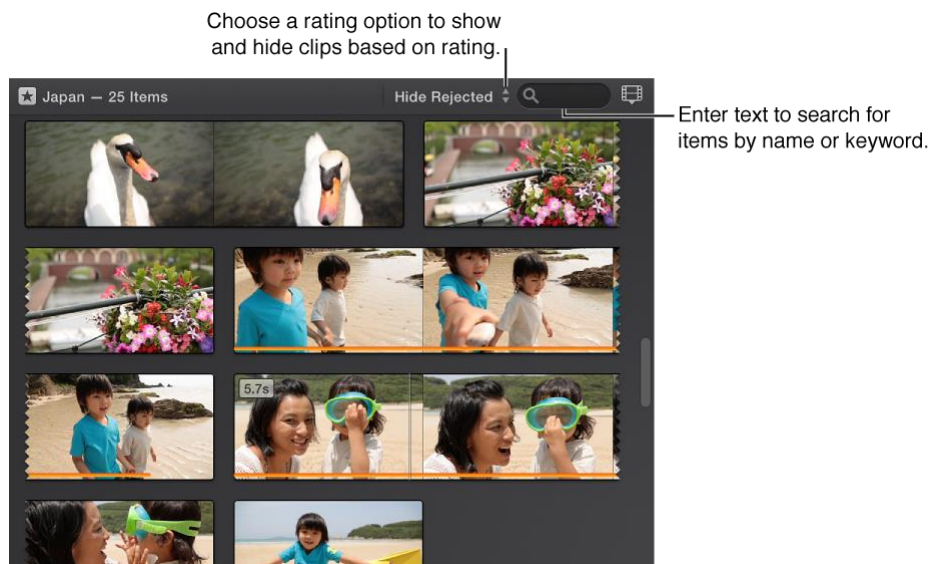 Choose a rating option to show
and hide clips based on rating.
Japan — 25 Items
Hide Rejected
Enter text to search for
items by name or keyword.
5.7s